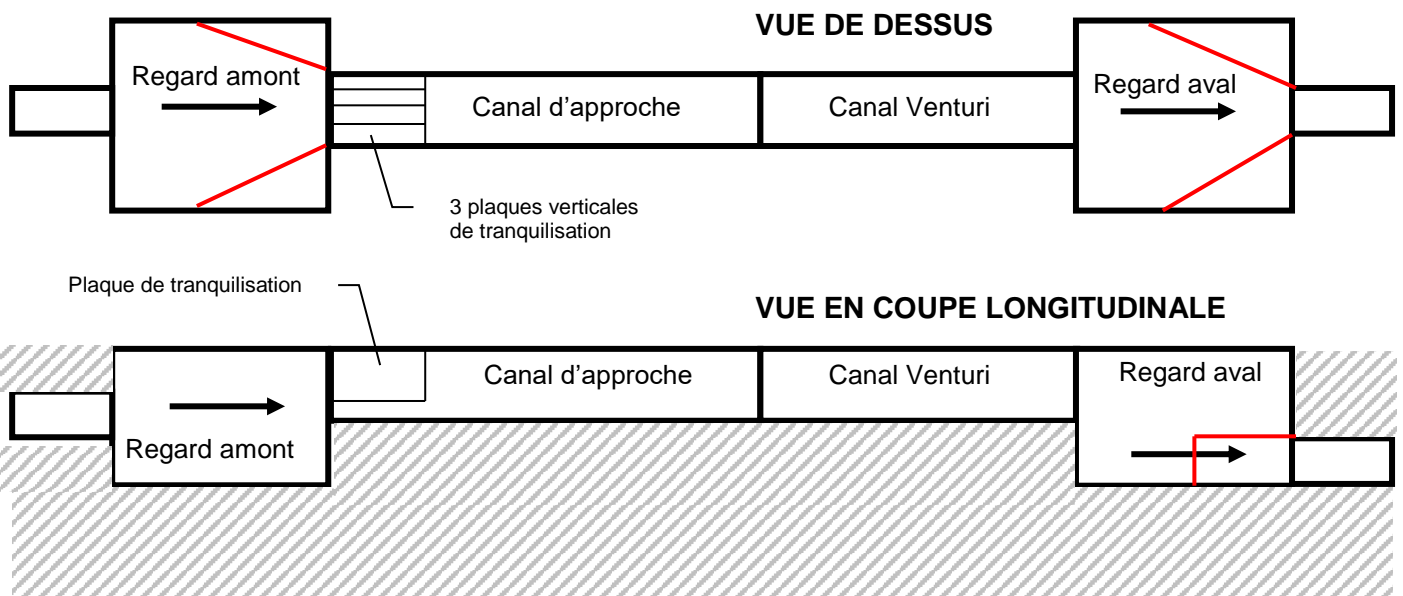 VUE DE DESSUS
Regard amont
Canal d'approche
Canal Venturi
Regard aval
3 plaques verticales
de tranquilisation
Plaque de tranquilisation
VUE EN COUPE LONGITUDINALE
Canal d'approche
Canal Venturi
Regard aval
Regard amont